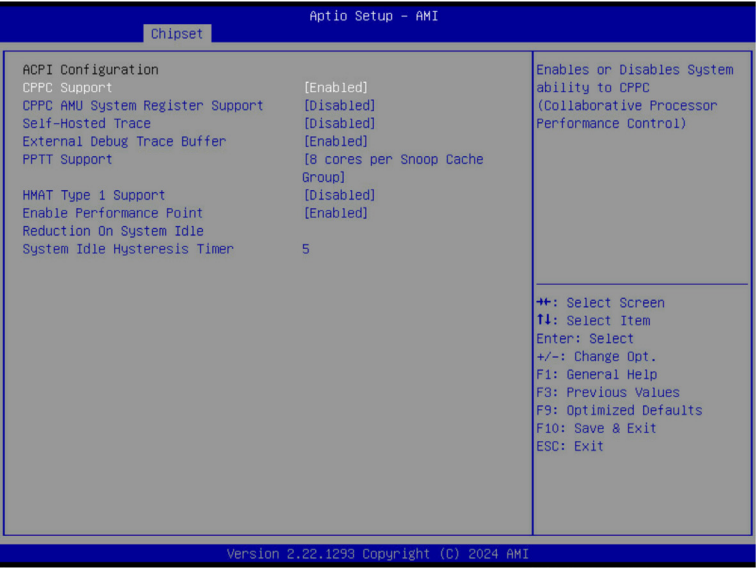 Aptio Setup – AMI
Chipset
ACPI Configuration
CPPC Support [Enabled]
CPPC AMU System Register Support [Disabled]
Self-Hosted Trace [Disabled]
External Debug Trace Buffer [Enabled]
PPTT Support [8 cores per Snoop Cache
Group]
HMAT Type 1 Support [Disabled]
Enable Performance Point [Enabled]
Reduction On System Idle
System Idle Hysteresis Timer 5
Enables or Disables System
ability to CPPC
(Collaborative Processor
Performance Control)
→←: Select Screen
↑↓: Select Item
Enter: Select
+/-: Change Opt.
F1: General Help
F3: Previous Values
F9: Optimized Defaults
F10: Save & Exit
ESC: Exit
Version 2.22.1293 Copyright (C) 2024 AMI